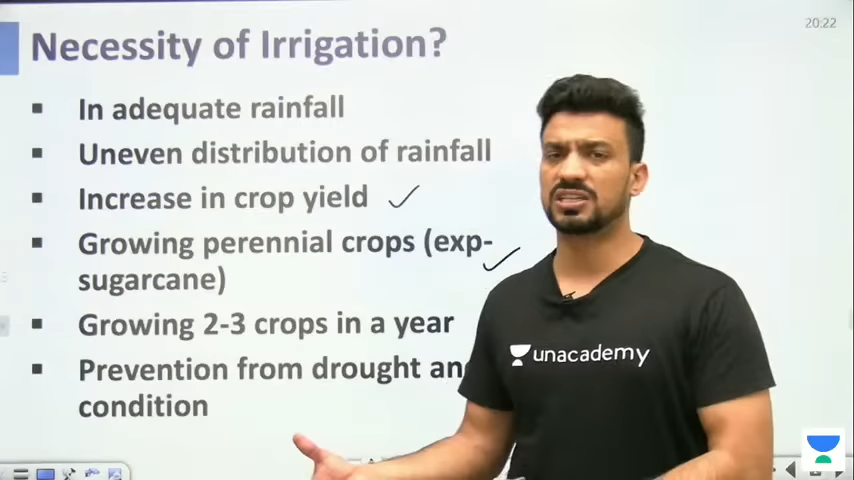 20:22
Necessity of Irrigation?
▪ In adequate rainfall
▪ Uneven distribution of rainfall
▪ Increase in crop yield
▪ Growing perennial crops (exp-
sugarcane)
▪ Growing 2-3 crops in a year
▪ Prevention from drought
condition
unacademy